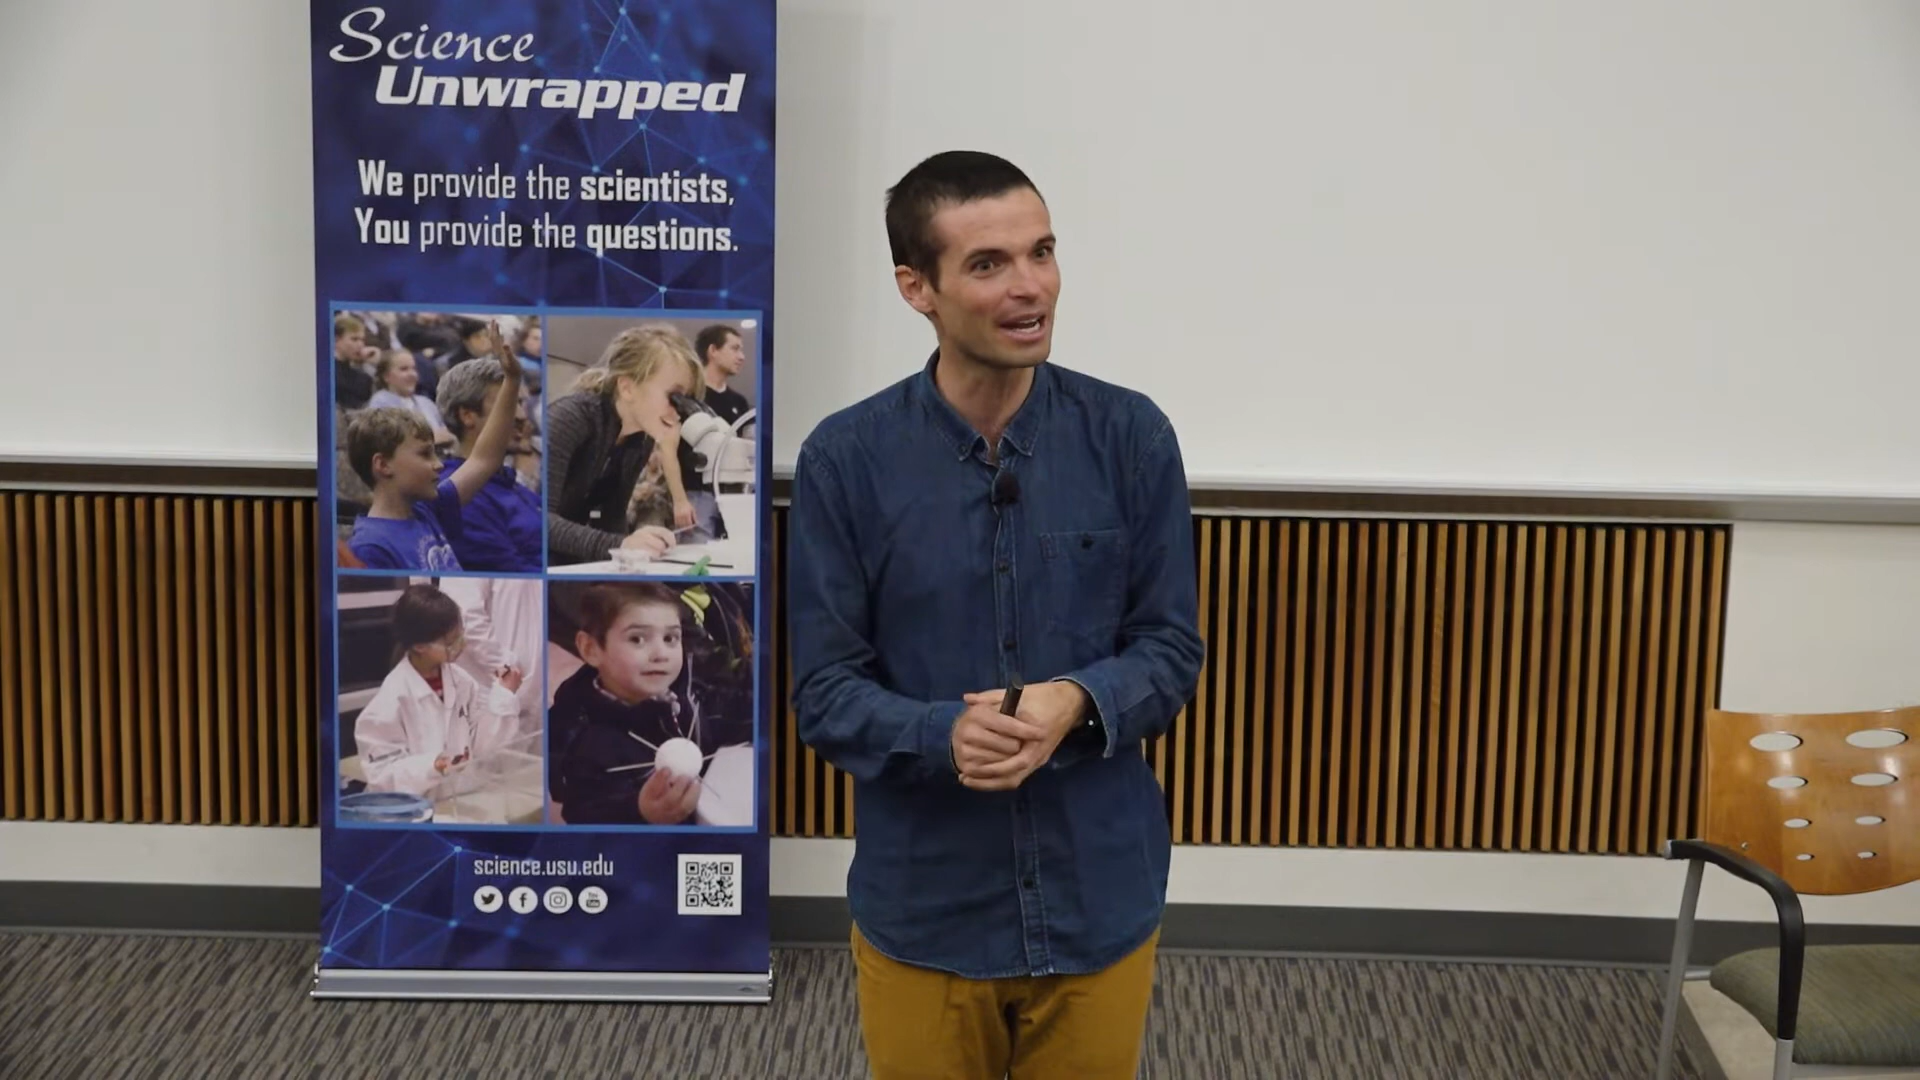 Science
Unwrapped
We provide the scientists,
You provide the questions.
science.usu.edu